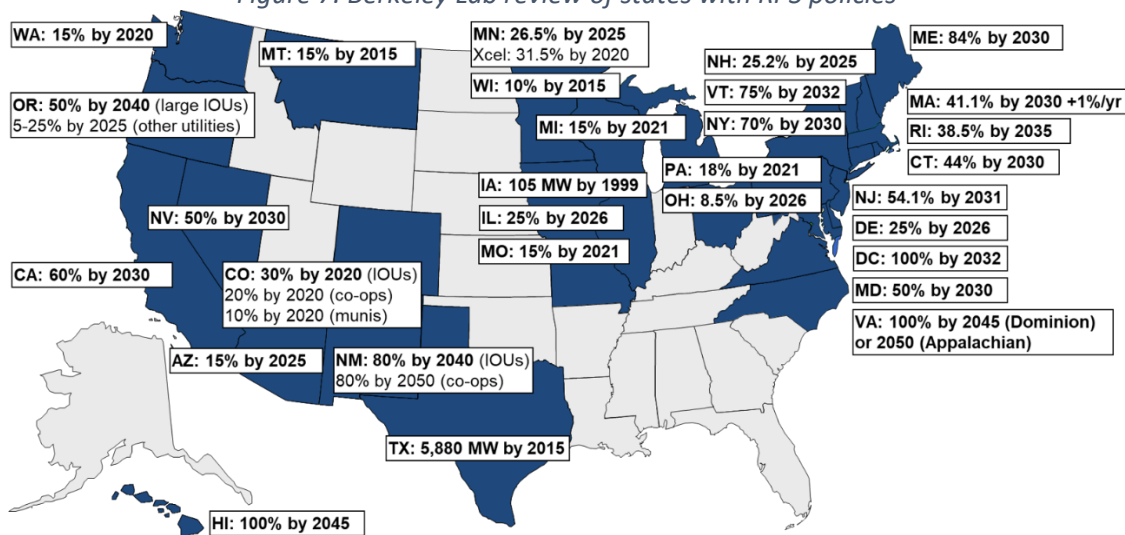 Figure 7: Berkeley Lab review of states with RPS policies
WA: 15% by 2020
MT: 15% by 2015
MN: 26.5% by 2025
Xcel: 31.5% by 2020
ME: 84% by 2030
NH: 25.2% by 2025
WI: 10% by 2015
VT: 75% by 2032
OR: 50% by 2040 (large IOUs)
5-25% by 2025 (other utilities)
MA: 41.1% by 2030 +1%/yr
MI: 15% by 2021
NY: 70% by 2030
RI: 38.5% by 2035
CT: 44% by 2030
PA: 18% by 2021
IA: 105 MW by 1999
OH: 8.5% by 2026
NJ: 54.1% by 2031
NV: 50% by 2030
IL: 25% by 2026
DE: 25% by 2026
MO: 15% by 2021
DC: 100% by 2032
CA: 60% by 2030
CO: 30% by 2020 (IOUs)
20% by 2020 (co-ops)
10% by 2020 (munis)
MD: 50% by 2030
VA: 100% by 2045 (Dominion)
or 2050 (Appalachian)
AZ: 15% by 2025
NM: 80% by 2040 (IOUs)
80% by 2050 (co-ops)
TX: 5,880 MW by 2015
HI: 100% by 2045